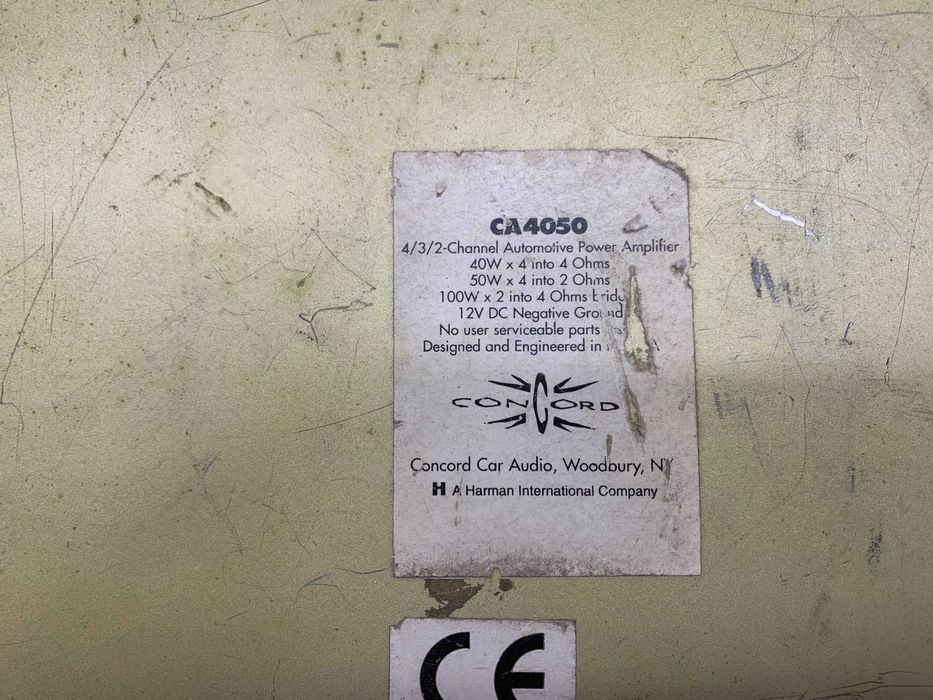 CA4050
4/3/2-Channel Automotive Power Amplifier
40W x 4 into 4 Ohms
50W x 4 into 2 Ohms
100W x 2 into 4 Ohms
12V DC Negative Ground
No user serviceable parts
Designed and Engineered in
CONCORD
Concord Car Audio, Woodbury, NY
H A Harman International Company
CE